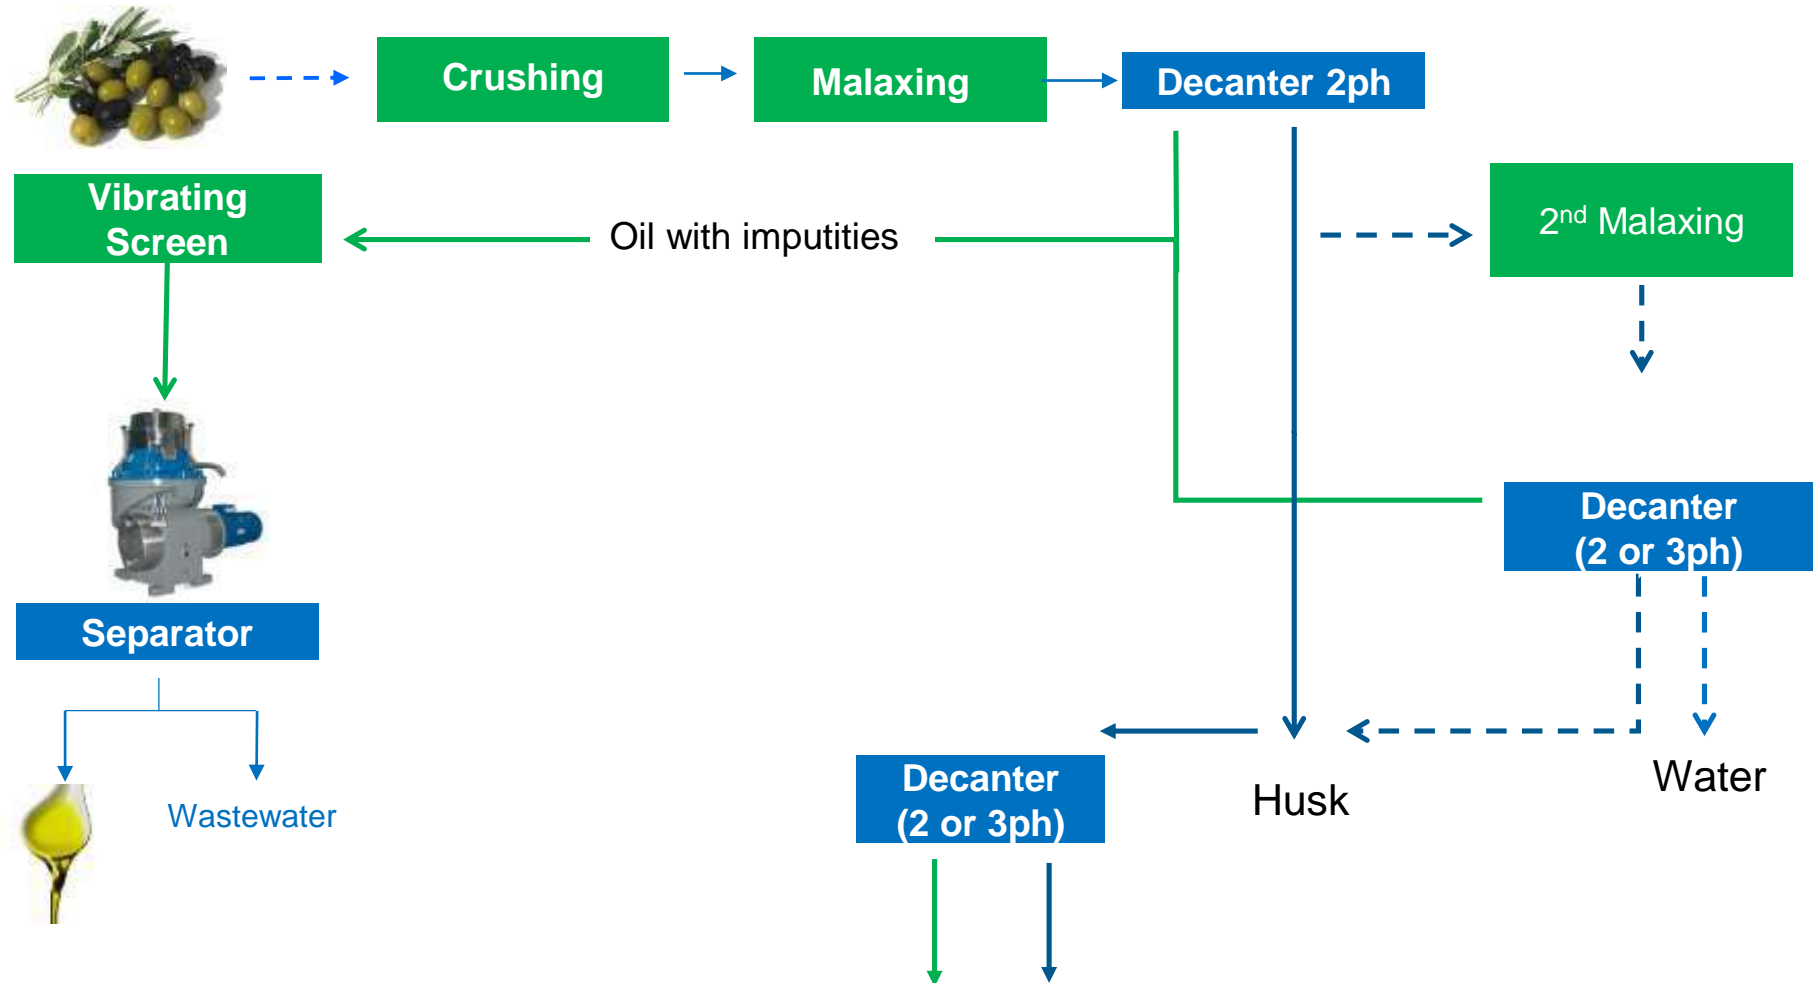 Crushing
Malaxing
Decanter 2ph
Vibrating
Screen
Oil with imputities
2nd Malaxing
Decanter
(2 or 3ph)
Separator
Wastewater
Decanter
(2 or 3ph)
Husk
Water